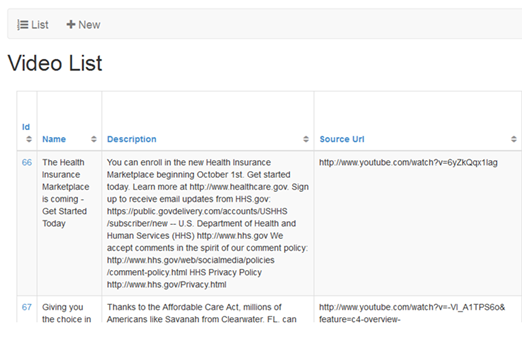 List
New
Video List
Id
Name
Description
Source Url
66
The Health
Insurance
Marketplace
is coming -
Get Started
Today
You can enroll in the new Health Insurance
Marketplace beginning October 1st. Get started
today. Learn more at http://www.healthcare.gov. Sign
up to receive email updates from HHS.gov:
https://public.govdelivery.com/accounts/USHHS
/subscriber/new -- U.S. Department of Health and
Human Services (HHS) http://www.hhs.gov We
accept comments in the spirit of our comment policy:
http://www.hhs.gov/web/socialmedia/policies
/comment-policy.html HHS Privacy Policy
http://www.hhs.gov/Privacy.html
http://www.youtube.com/watch?v=6yZkQqx1Iag
67
Giving you
the choice in
Thanks to the Affordable Care Act, millions of
Americans like Savanah from Clearwater, FL, can
http://www.youtube.com/watch?v=-VI_A1TPS6o&
feature=c4-overview-